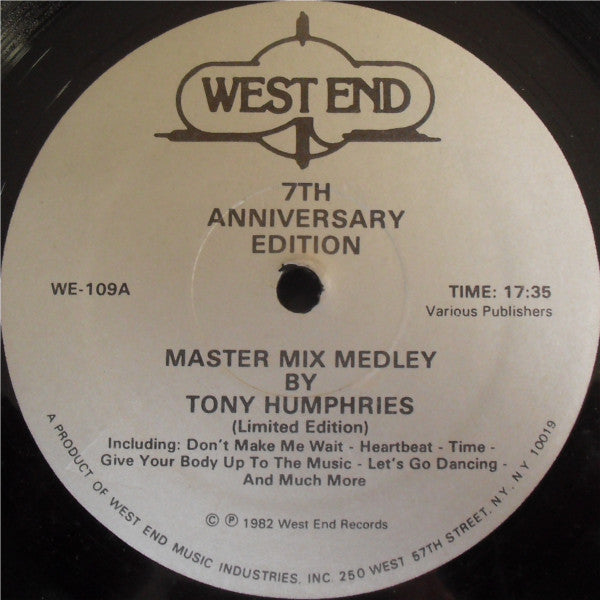 WEST END
7TH
ANNIVERSARY
EDITION
WE-109A
TIME: 17:35
Various Publishers
MASTER MIX MEDLEY
BY
TONY HUMPHRIES
(Limited Edition)
Including: Don't Make Me Wait - Heartbeat - Time -
Give Your Body Up To The Music - Let's Go Dancing -
And Much More
© ℗ 1982 West End Records
A PRODUCT OF WEST END MUSIC INDUSTRIES, INC. 250 WEST 57TH STREET, N.Y. N.Y. 10019